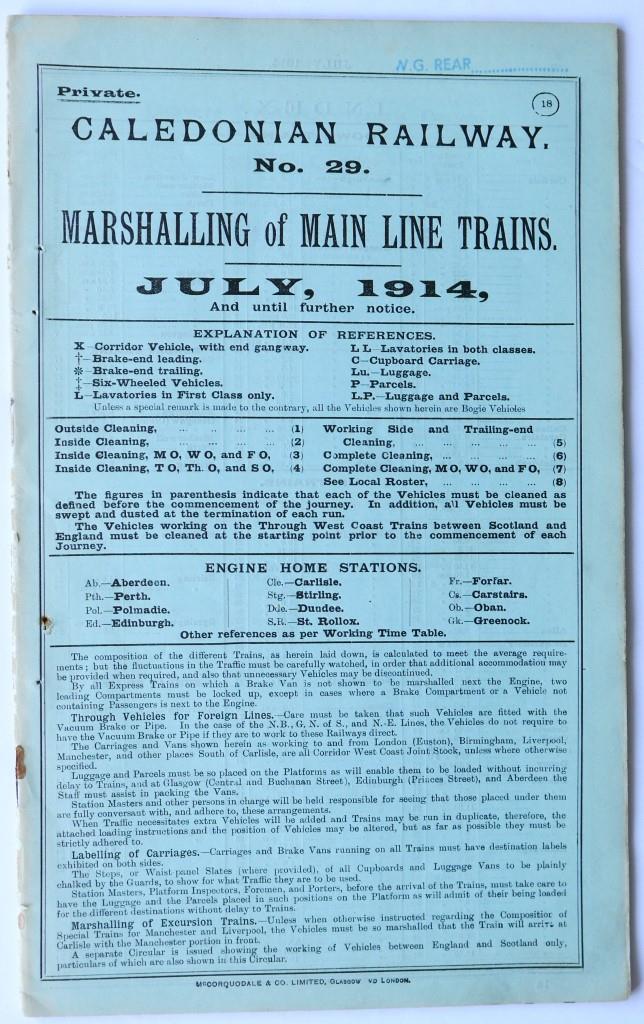 N.G. REAR
Private.
18
CALEDONIAN RAILWAY.
No. 29.
MARSHALLING of MAIN LINE TRAINS.
JULY, 1914,
And until further notice.
EXPLANATION OF REFERENCES.
X—Corridor Vehicle, with end gangway.
†—Brake-end leading.
❊—Brake-end trailing.
‡—Six-Wheeled Vehicles.
L—Lavatories in First Class only.
L L—Lavatories in both classes.
C—Cupboard Carriage.
Lu.—Luggage.
P—Parcels.
L.P.—Luggage and Parcels.
Unless a special remark is made to the contrary, all the Vehicles shown herein are Bogie Vehicles
Outside Cleaning, ... ... ... (1)
Inside Cleaning, ... ... ... (2)
Inside Cleaning, M O, W O, and F O, (3)
Inside Cleaning, T O, Th. O, and S O, (4)
Working Side and Trailing-end
Cleaning, ... ... ... ... (5)
Complete Cleaning, ... ... ... (6)
Complete Cleaning, M O, W O, and F O, (7)
See Local Roster, ... ... ... (8)
The figures in parenthesis indicate that each of the Vehicles must be cleaned as
defined before the commencement of the journey. In addition, all Vehicles must be
swept and dusted at the termination of each run.
The Vehicles working on the Through West Coast Trains between Scotland and
England must be cleaned at the starting point prior to the commencement of each
Journey.
ENGINE HOME STATIONS.
Ab.—Aberdeen.
Pth.—Perth.
Pol.—Polmadie.
Ed.—Edinburgh.
Cle.—Carlisle.
Stg.—Stirling.
Dde.—Dundee.
S.R.—St. Rollox.
Fr.—Forfar.
Cs.—Carstairs.
Ob.—Oban.
Gk.—Greenock.
Other references as per Working Time Table.
The composition of the different Trains, as herein laid down, is calculated to meet the average require-
ments; but the fluctuations in the Traffic must be carefully watched, in order that additional accommodation may
be provided when required, and also that unnecessary Vehicles may be discontinued.
By all Express Trains on which a Brake Van is not shown to be marshalled next the Engine, two
leading Compartments must be locked up, except in cases where a Brake Compartment or a Vehicle not
containing Passengers is next to the Engine.
Through Vehicles for Foreign Lines.—Care must be taken that such Vehicles are fitted with the
Vacuum Brake or Pipe. In the case of the N.B., G. N. of S., and N.-E. Lines, the Vehicles do not require to
have the Vacuum Brake or Pipe if they are to work to these Railways direct.
The Carriages and Vans shown herein as working to and from London (Euston), Birmingham, Liverpool,
Manchester, and other places South of Carlisle, are all Corridor West Coast Joint Stock, unless where otherwise
specified.
Luggage and Parcels must be so placed on the Platforms as will enable them to be loaded without incurring
delay to Trains, and at Glasgow (Central and Buchanan Street), Edinburgh (Princes Street), and Aberdeen the
Staff must assist in packing the Vans.
Station Masters and other persons in charge will be held responsible for seeing that those placed under them
are fully conversant with, and adhere to, these arrangements.
When Traffic necessitates extra Vehicles will be added and Trains may be run in duplicate, therefore, the
attached loading instructions and the position of Vehicles may be altered, but as far as possible they must be
strictly adhered to.
Labelling of Carriages.—Carriages and Brake Vans running on all Trains must have destination labels
exhibited on both sides.
The Steps, or Waist-panel Slates (where provided), of all Cupboards and Luggage Vans to be plainly
chalked by the Guards, to show for what Traffic they are to be used.
Station Masters, Platform Inspectors, Foremen, and Porters, before the arrival of the Trains, must take care to
have the Luggage and the Parcels placed in such positions on the Platform as will admit of their being loaded
for the different destinations without delay to Trains.
Marshalling of Excursion Trains.—Unless when otherwise instructed regarding the Composition of
Special Trains for Manchester and Liverpool, the Vehicles must be so marshalled that the Train will arrive at
Carlisle with the Manchester portion in front.
A separate Circular is issued showing the working of Vehicles between England and Scotland only,
particulars of which are also shown in this Circular.
McCORQUODALE & CO. LIMITED, GLASGOW ND LONDON.